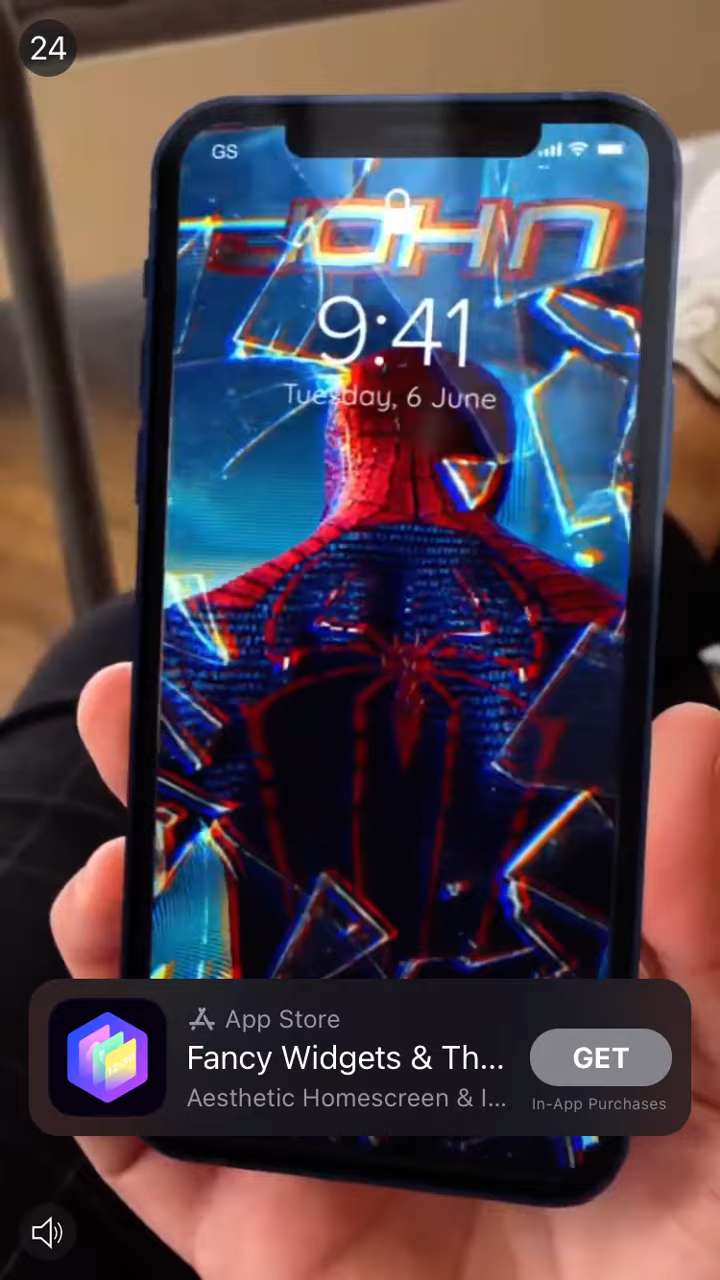 24
GS
JOHN
9:41
Tuesday, 6 June
App Store
Fancy Widgets & Th...
GET
Aesthetic Homescreen & I...
In-App Purchases